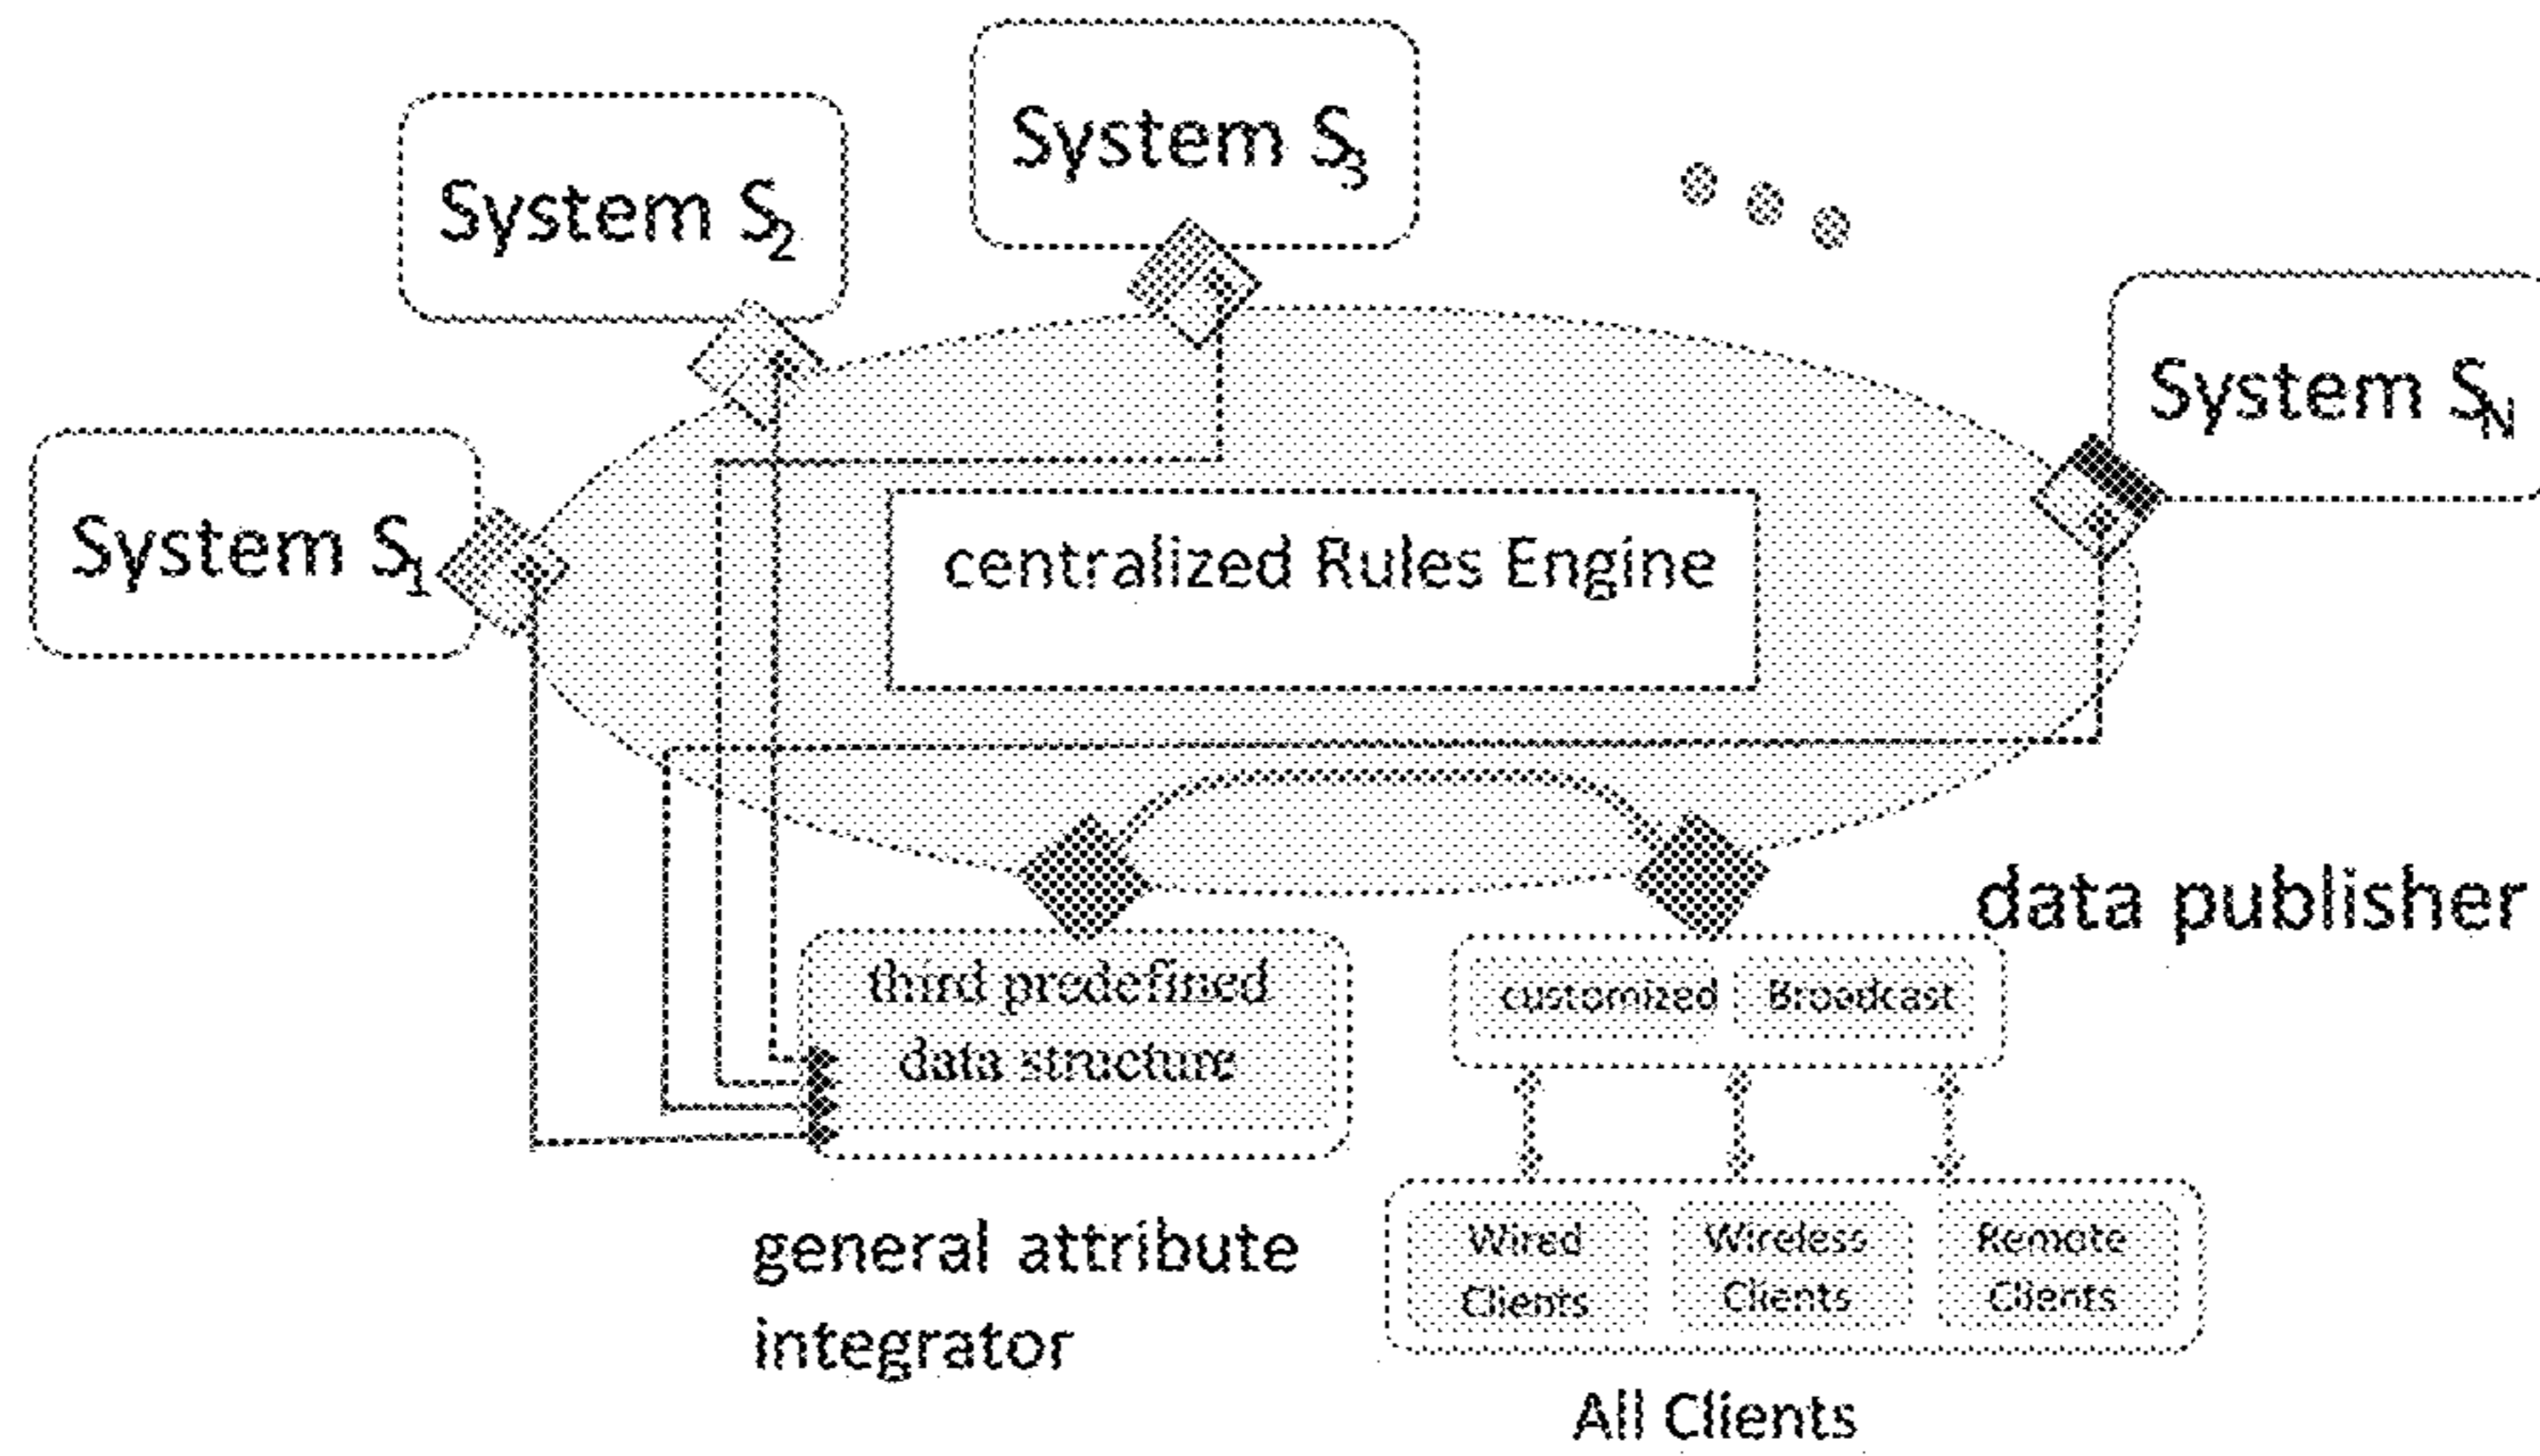 System S3
System S2
System SN
System S1
centralized Rules Engine
data publisher
third predefined
data structure
customized
Broadcast
general attribute
integrator
Wired
Clients
Wireless
Clients
Remote
Clients
All Clients